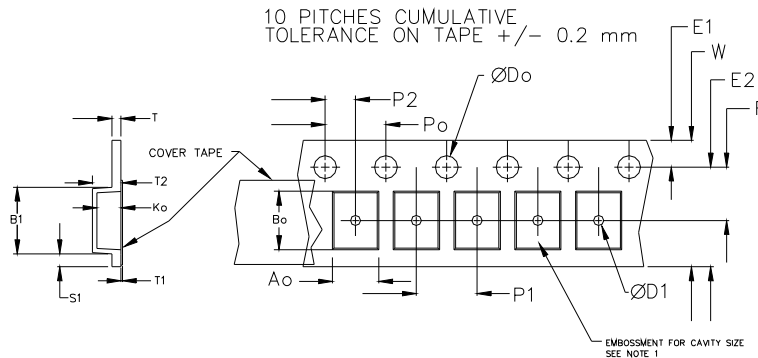 10 PITCHES CUMULATIVE
TOLERANCE ON TAPE +/- 0.2 mm
E1
W
E2
ØDo
P2
Po
T
COVER TAPE
T2
Ko
B1
Bo
T1
S1
Ao
P1
ØD1
EMBOSSMENT FOR CAVITY SIZE
SEE NOTE 1